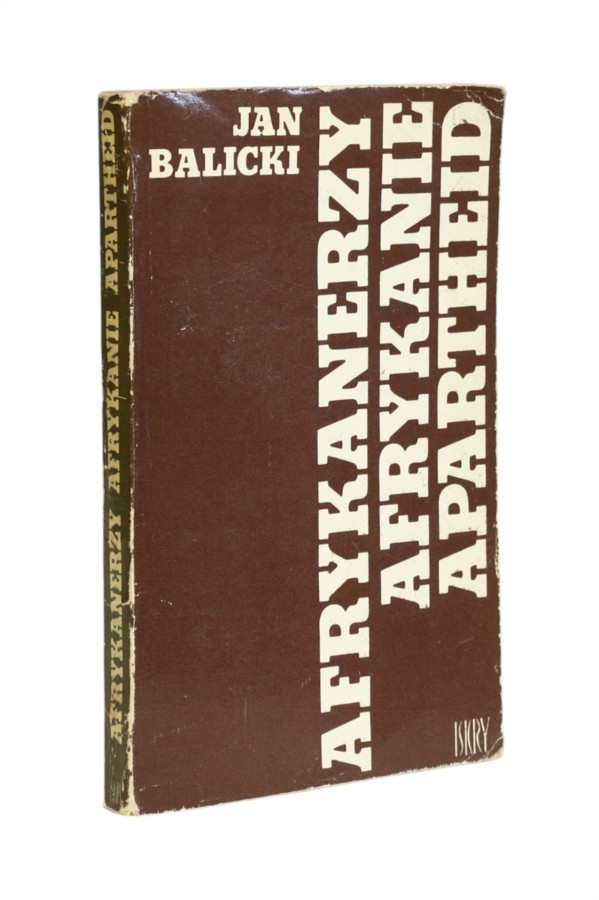 JAN
BALICKI
AFRYKANERZY
AFRYKANIE
APARTHEID
ISKRY
AFRYKANERZY AFRYKANIE APARTHEID